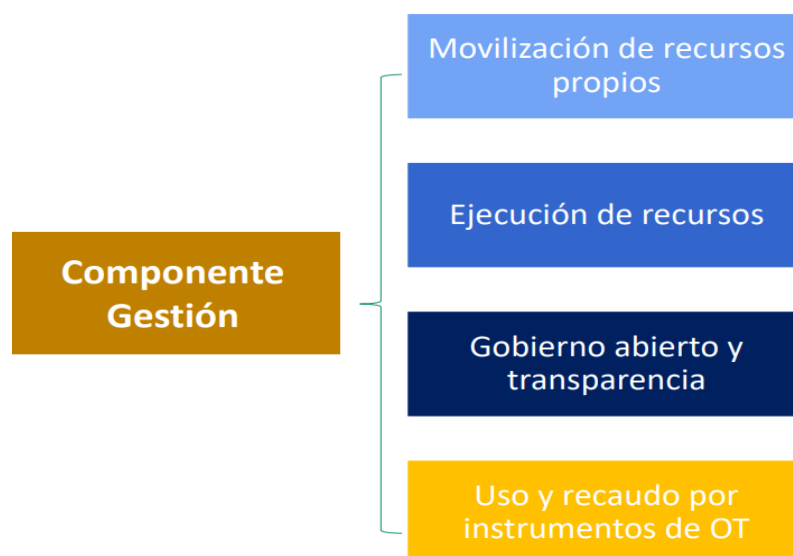 Movilización de recursos
propios
Ejecución de recursos
Componente
Gestión
Gobierno abierto y
transparencia
Uso y recaudo por
instrumentos de OT